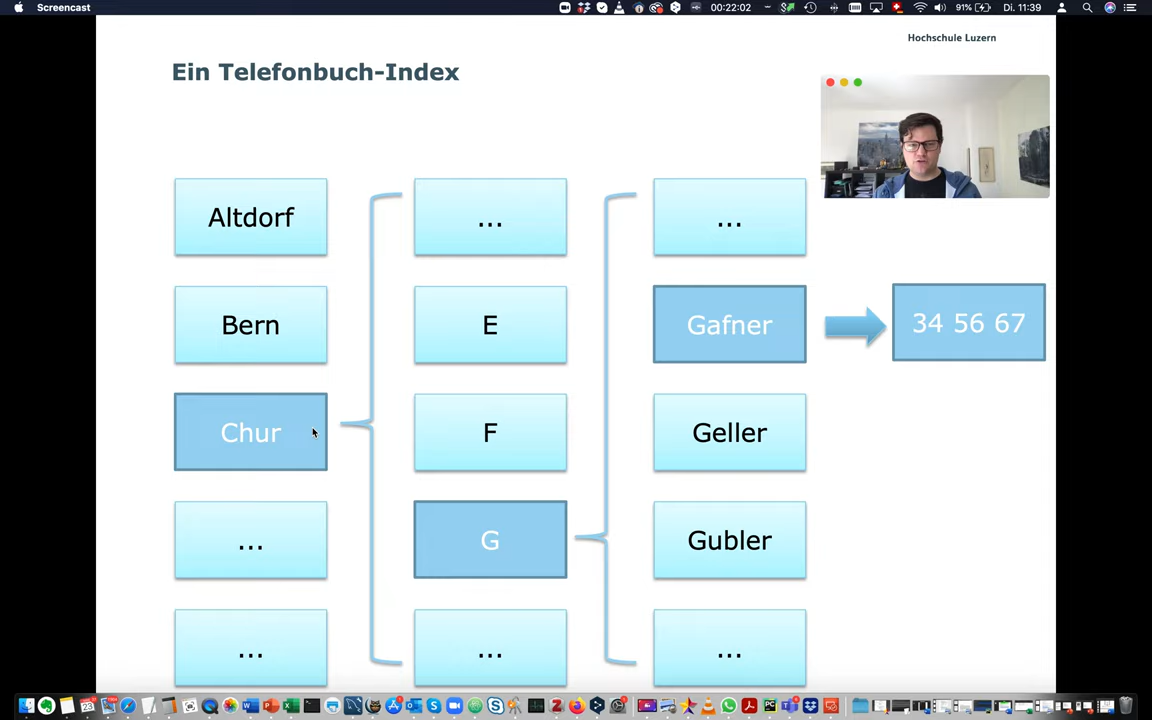 Screencast
00:22:02
91%
Di. 11:39
Hochschule Luzern
Ein Telefonbuch-Index
Altdorf
Bern
Chur
...
...
...
E
F
G
...
...
Gafner
Geller
Gubler
...
34 56 67